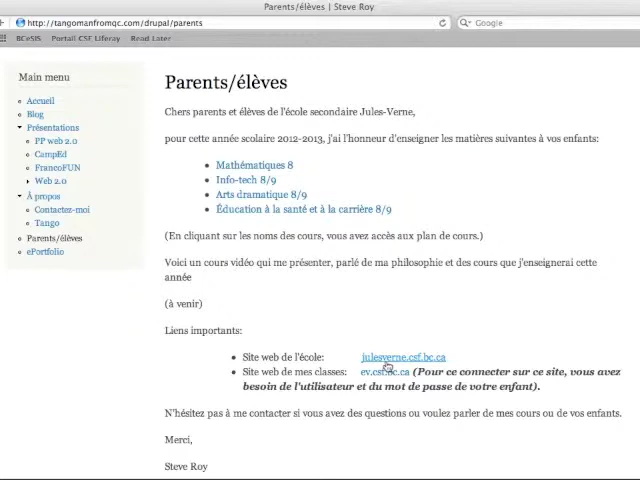 Parents/élèves | Steve Roy
http://tangomanfromqc.com/drupal/parents
Google
BCeSIS Portail CSF Liferay Read Later
Main menu
Accueil
Blog
Présentations
PP web 2.0
CampEd
FrancoFUN
Web 2.0
À propos
Contactez-moi
Tango
Parents/élèves
ePortfolio
Parents/élèves
Chers parents et élèves de l'école secondaire Jules-Verne,
pour cette année scolaire 2012-2013, j'ai l'honneur d'enseigner les matières suivantes à vos enfants:
Mathématiques 8
Info-tech 8/9
Arts dramatique 8/9
Éducation à la santé et à la carrière 8/9
(En cliquant sur les noms des cours, vous avez accès aux plan de cours.)
Voici un cours vidéo qui me présenter, parlé de ma philosophie et des cours que j'enseignerai cette
année
(à venir)
Liens importants:
Site web de l'école: julesverne.csf.bc.ca
Site web de mes classes: ev.csf.bc.ca (Pour ce connecter sur ce site, vous avez
besoin de l'utilisateur et du mot de passe de votre enfant).
N'hésitez pas à me contacter si vous avez des questions ou voulez parler de mes cours ou de vos enfants.
Merci,
Steve Roy